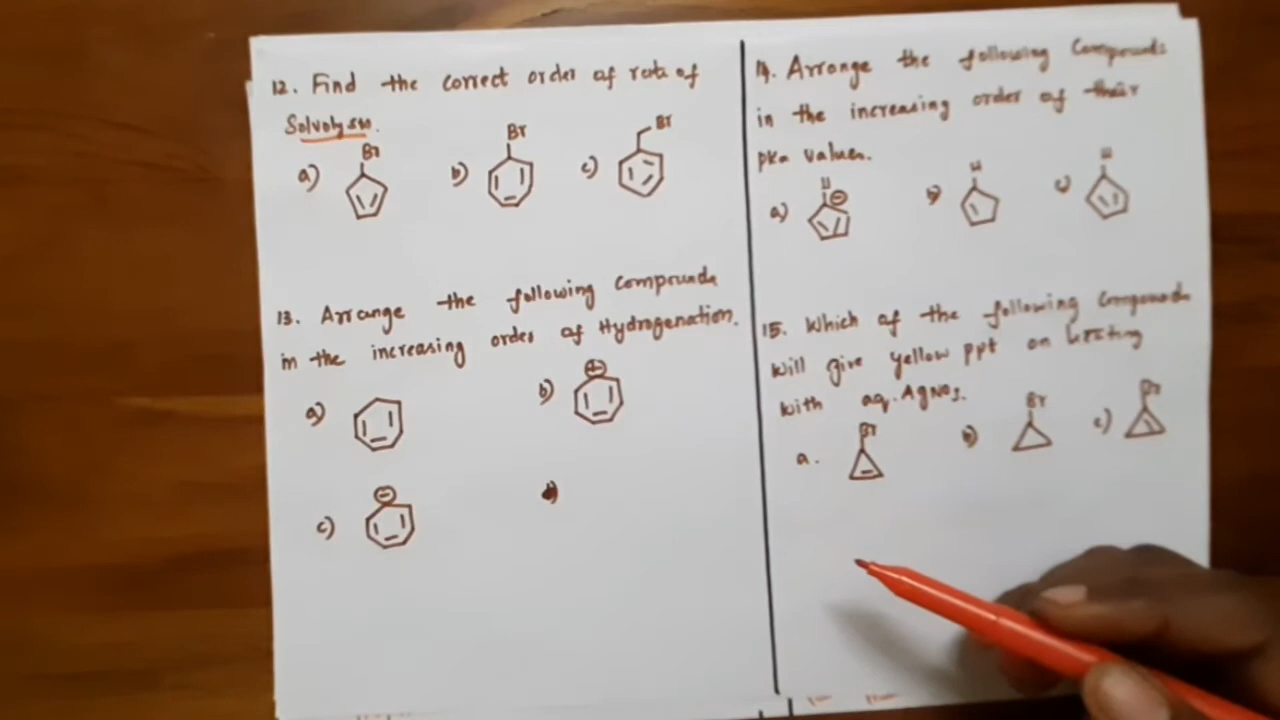 12. Find the correct order of rate of
Solvolysis.
a) Br
b) Br
c) Br
13. Arrange the following Compounds
in the increasing order of Hydrogenation.
a)
b) ⊕
c) ⊖
14. Arrange the following Compounds
in the increasing order of their
pka values.
a) H ⊖
b) H
c) H
15. Which of the following Compounds
will give yellow ppt on
with aq. AgNO3.
a. Br
b) Br
c) Br